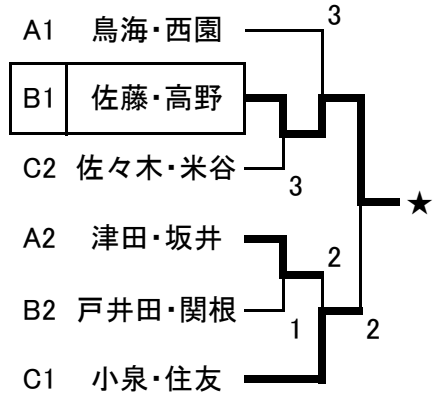 A1 鳥海・西園 3
B1 佐藤・高野
C2 佐々木・米谷 3
★
A2 津田・坂井 2
B2 戸井田・関根 1 2
C1 小泉・住友